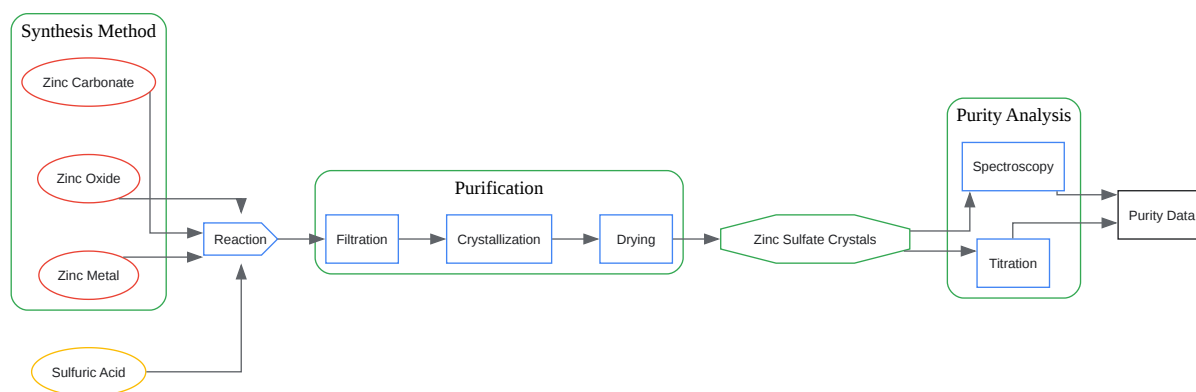 Synthesis Method
Zinc Carbonate
Zinc Oxide
Zinc Metal
Sulfuric Acid
Reaction
Purification
Filtration
Crystallization
Drying
Zinc Sulfate Crystals
Purity Analysis
Spectroscopy
Titration
Purity Data